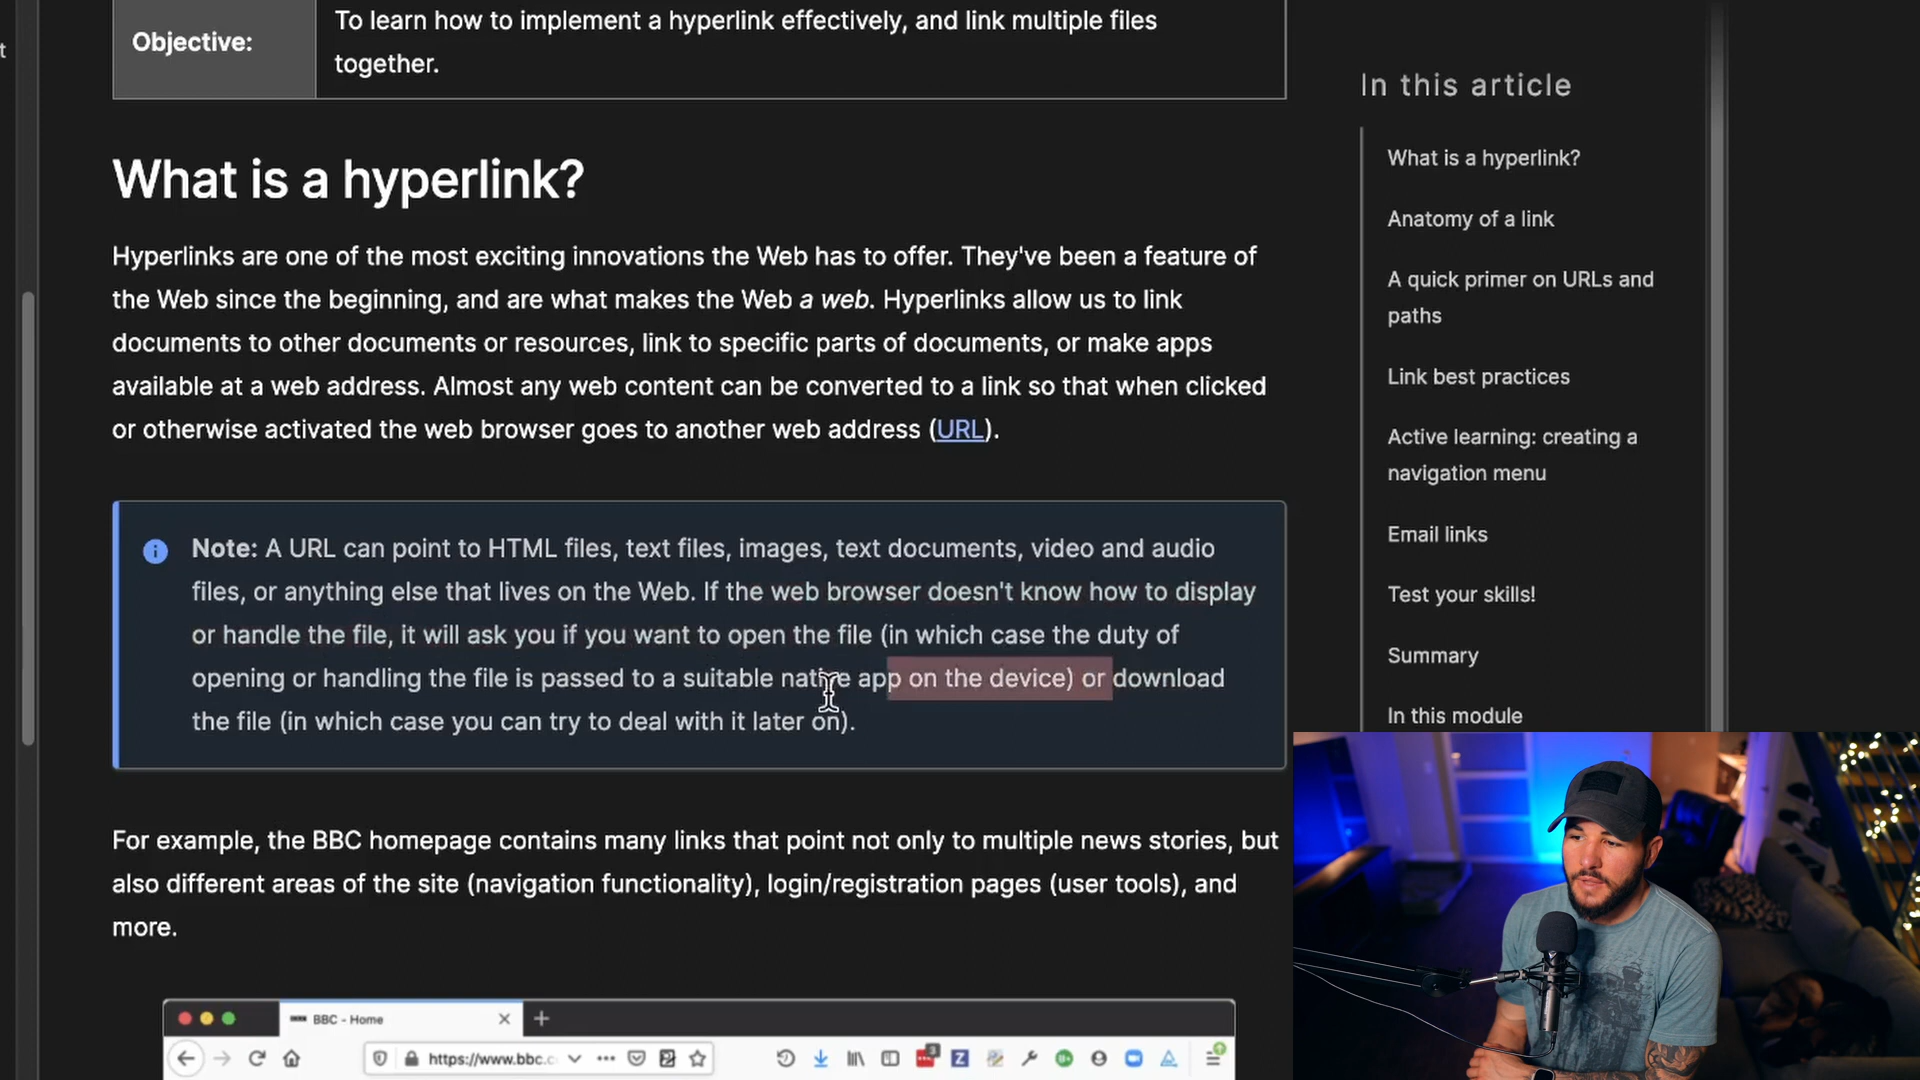 t
Objective:
To learn how to implement a hyperlink effectively, and link multiple files
together.
What is a hyperlink?
Hyperlinks are one of the most exciting innovations the Web has to offer. They've been a feature of
the Web since the beginning, and are what makes the Web a web. Hyperlinks allow us to link
documents to other documents or resources, link to specific parts of documents, or make apps
available at a web address. Almost any web content can be converted to a link so that when clicked
or otherwise activated the web browser goes to another web address (URL).
Note: A URL can point to HTML files, text files, images, text documents, video and audio
files, or anything else that lives on the Web. If the web browser doesn't know how to display
or handle the file, it will ask you if you want to open the file (in which case the duty of
opening or handling the file is passed to a suitable native app on the device) or download
the file (in which case you can try to deal with it later on).
For example, the BBC homepage contains many links that point not only to multiple news stories, but
also different areas of the site (navigation functionality), login/registration pages (user tools), and
more.
BBC - Home
https://www.bbc.c
3
Z
In this article
What is a hyperlink?
Anatomy of a link
A quick primer on URLs and
paths
Link best practices
Active learning: creating a
navigation menu
Email links
Test your skills!
Summary
In this module